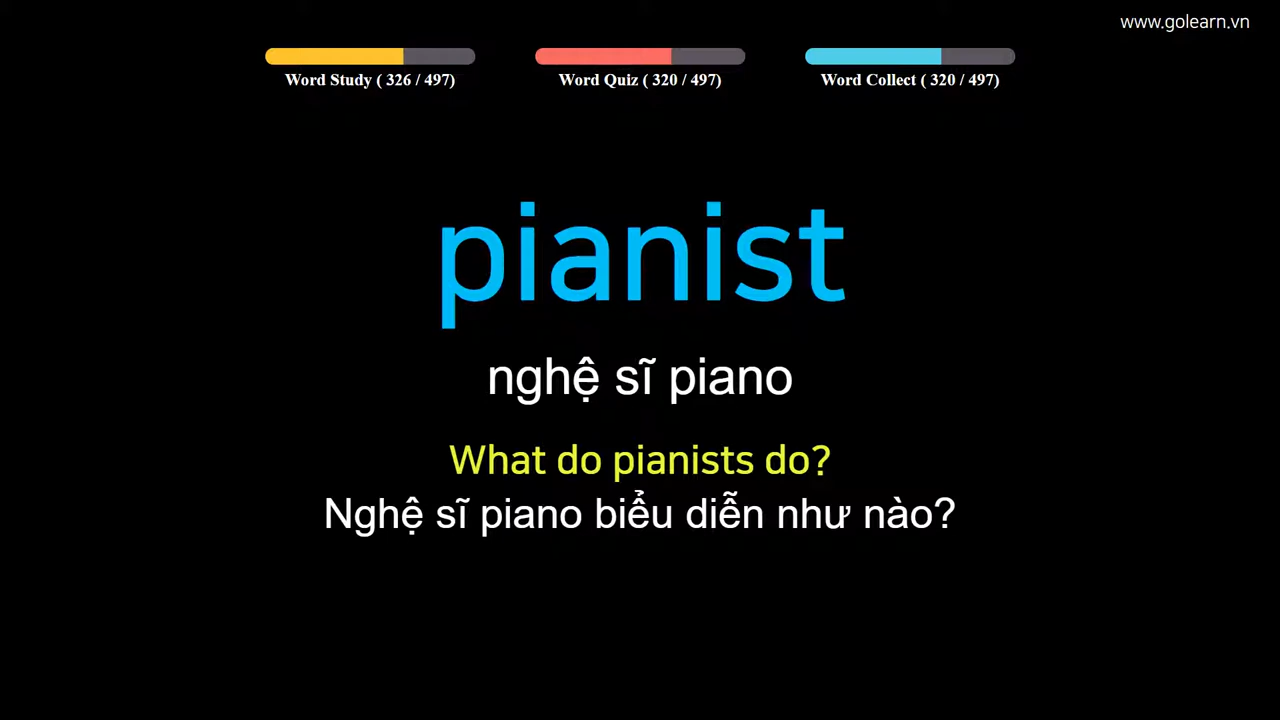 www.golearn.vn
Word Study ( 326 / 497)
Word Quiz ( 320 / 497)
Word Collect ( 320 / 497)
pianist
nghệ sĩ piano
What do pianists do?
Nghệ sĩ piano biểu diễn như nào?